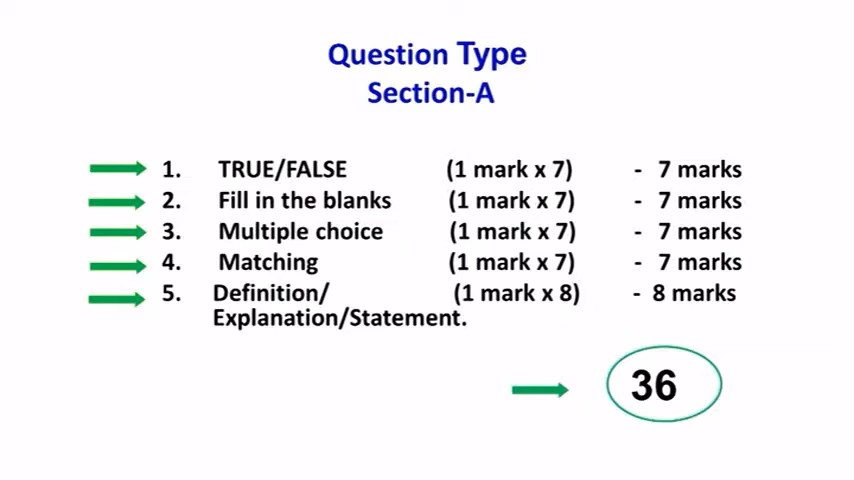 Question Type
Section-A
1. TRUE/FALSE (1 mark x 7) - 7 marks
2. Fill in the blanks (1 mark x 7) - 7 marks
3. Multiple choice (1 mark x 7) - 7 marks
4. Matching (1 mark x 7) - 7 marks
5. Definition/ (1 mark x 8) - 8 marks
Explanation/Statement.
36